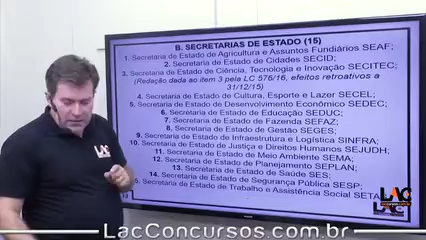 B. SECRETARIAS DE ESTADO (15)
1. Secretaria de Estado de Agricultura e Assuntos Fundiários SEAF;
2. Secretaria de Estado de Cidades SECID;
3. Secretaria de Estado de Ciência, Tecnologia e Inovação SECITEC;
(Redação dada ao item 3 pela LC 576/16, efeitos retroativos a
31/12/15)
4. Secretaria de Estado de Cultura, Esporte e Lazer SECEL;
5. Secretaria de Estado de Desenvolvimento Econômico SEDEC;
6. Secretaria de Estado de Educação SEDUC;
7. Secretaria de Estado de Fazenda SEFAZ;
8. Secretaria de Estado de Gestão SEGES;
9. Secretaria de Estado de Infraestrutura e Logística SINFRA;
10. Secretaria de Estado de Justiça e Direitos Humanos SEJUDH;
11. Secretaria de Estado de Meio Ambiente SEMA;
12. Secretaria de Estado de Planejamento SEPLAN;
13. Secretaria de Estado de Saúde SES;
Secretaria de Estado de Segurança Pública SESP;
Secretaria de Estado de Trabalho e Assistência Social SETA
LAC
LAC
LAC
LacConcursos.com.br